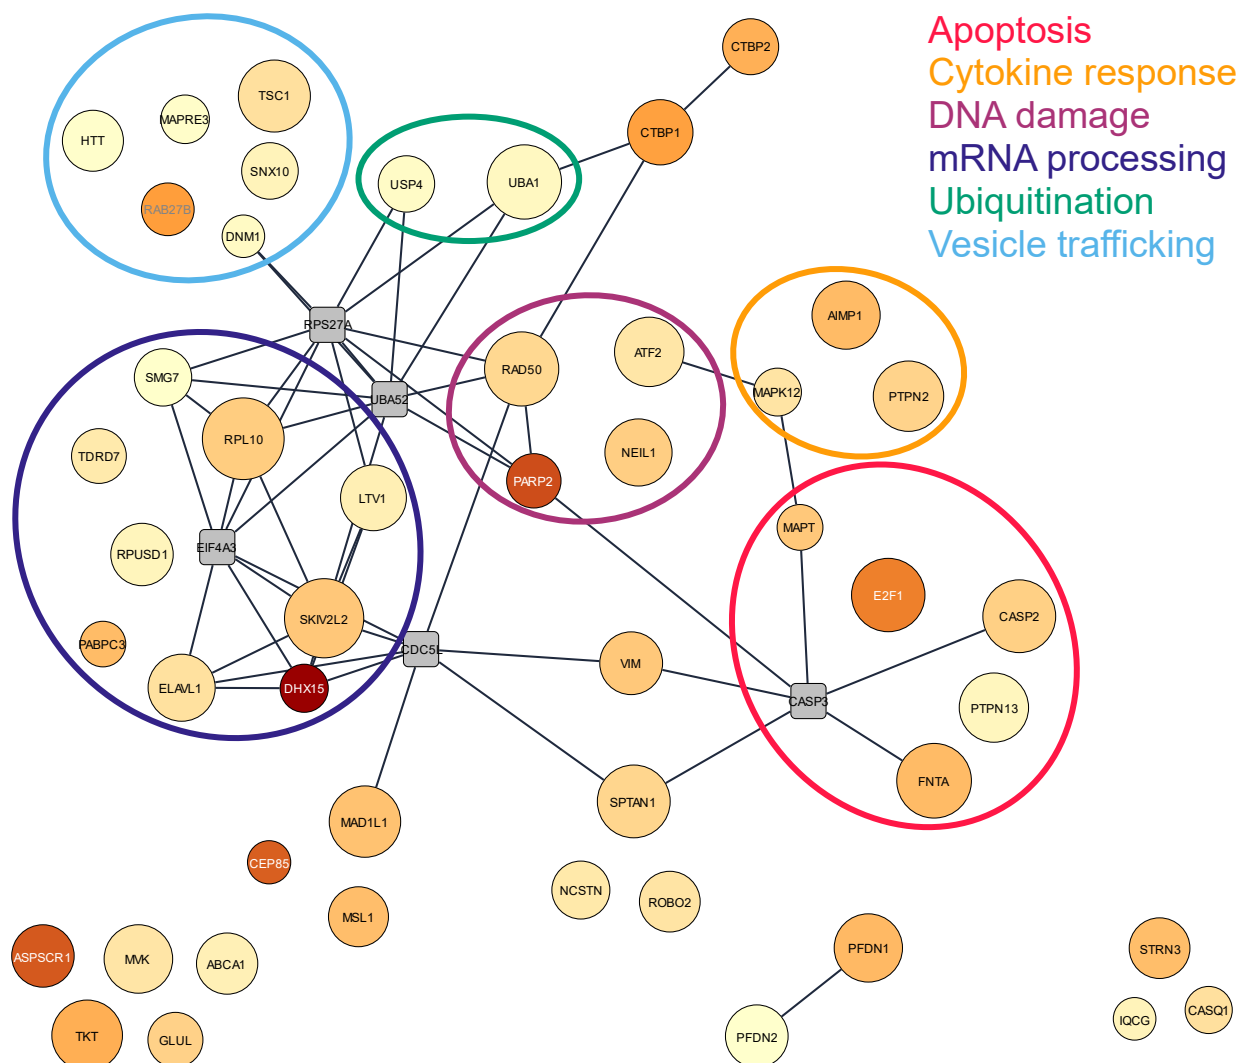 Apoptosis
Cytokine response
DNA damage
mRNA processing
Ubiquitination
Vesicle trafficking
CTBP2
TSC1
MAPRE3
HTT
CTBP1
SNX10
USP4
UBA1
RAB27B
DNM1
AIMP1
RPS27A
ATF2
RAD50
SMG7
MAPK12
PTPN2
UBA52
RPL10
NEIL1
TDRD7
PARP2
LTV1
MAPT
EIF4A3
RPUSD1
E2F1
CASP2
SKIV2L2
PABPC3
CDC5L
VIM
ELAVL1
DHX15
CASP3
PTPN13
FNTA
SPTAN1
MAD1L1
CEP85
NCSTN
ROBO2
MSL1
PFDN1
STRN3
ASPSCR1
MVK
ABCA1
CASQ1
IQCG
TKT
GLUL
PFDN2